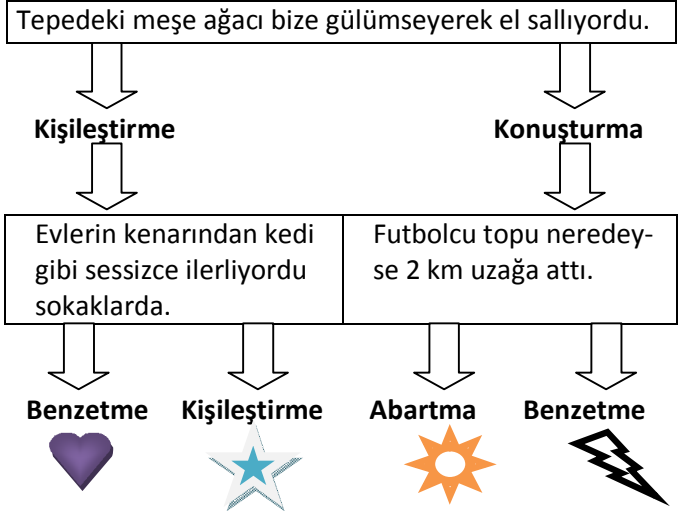 Tepedeki meşe ağacı bize gülümseyerek el sallıyordu.
Kişileştirme
Konuşturma
Evlerin kenarından kedi
gibi sessizce ilerliyordu
sokaklarda.
Futbolcu topu neredey-
se 2 km uzağa attı.
Benzetme
Kişileştirme
Abartma
Benzetme